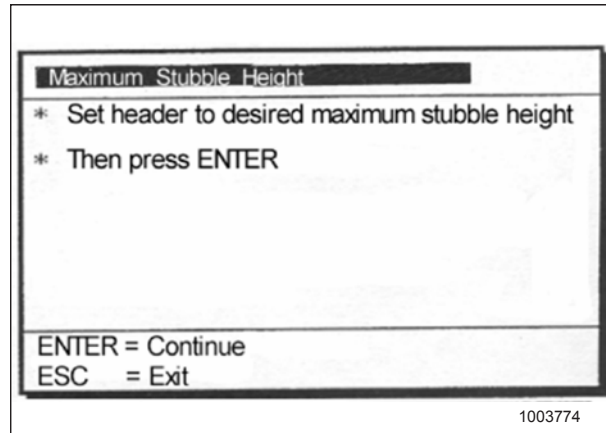 Maximum Stubble Height
* Set header to desired maximum stubble height
* Then press ENTER
ENTER = Continue
ESC = Exit
1003774